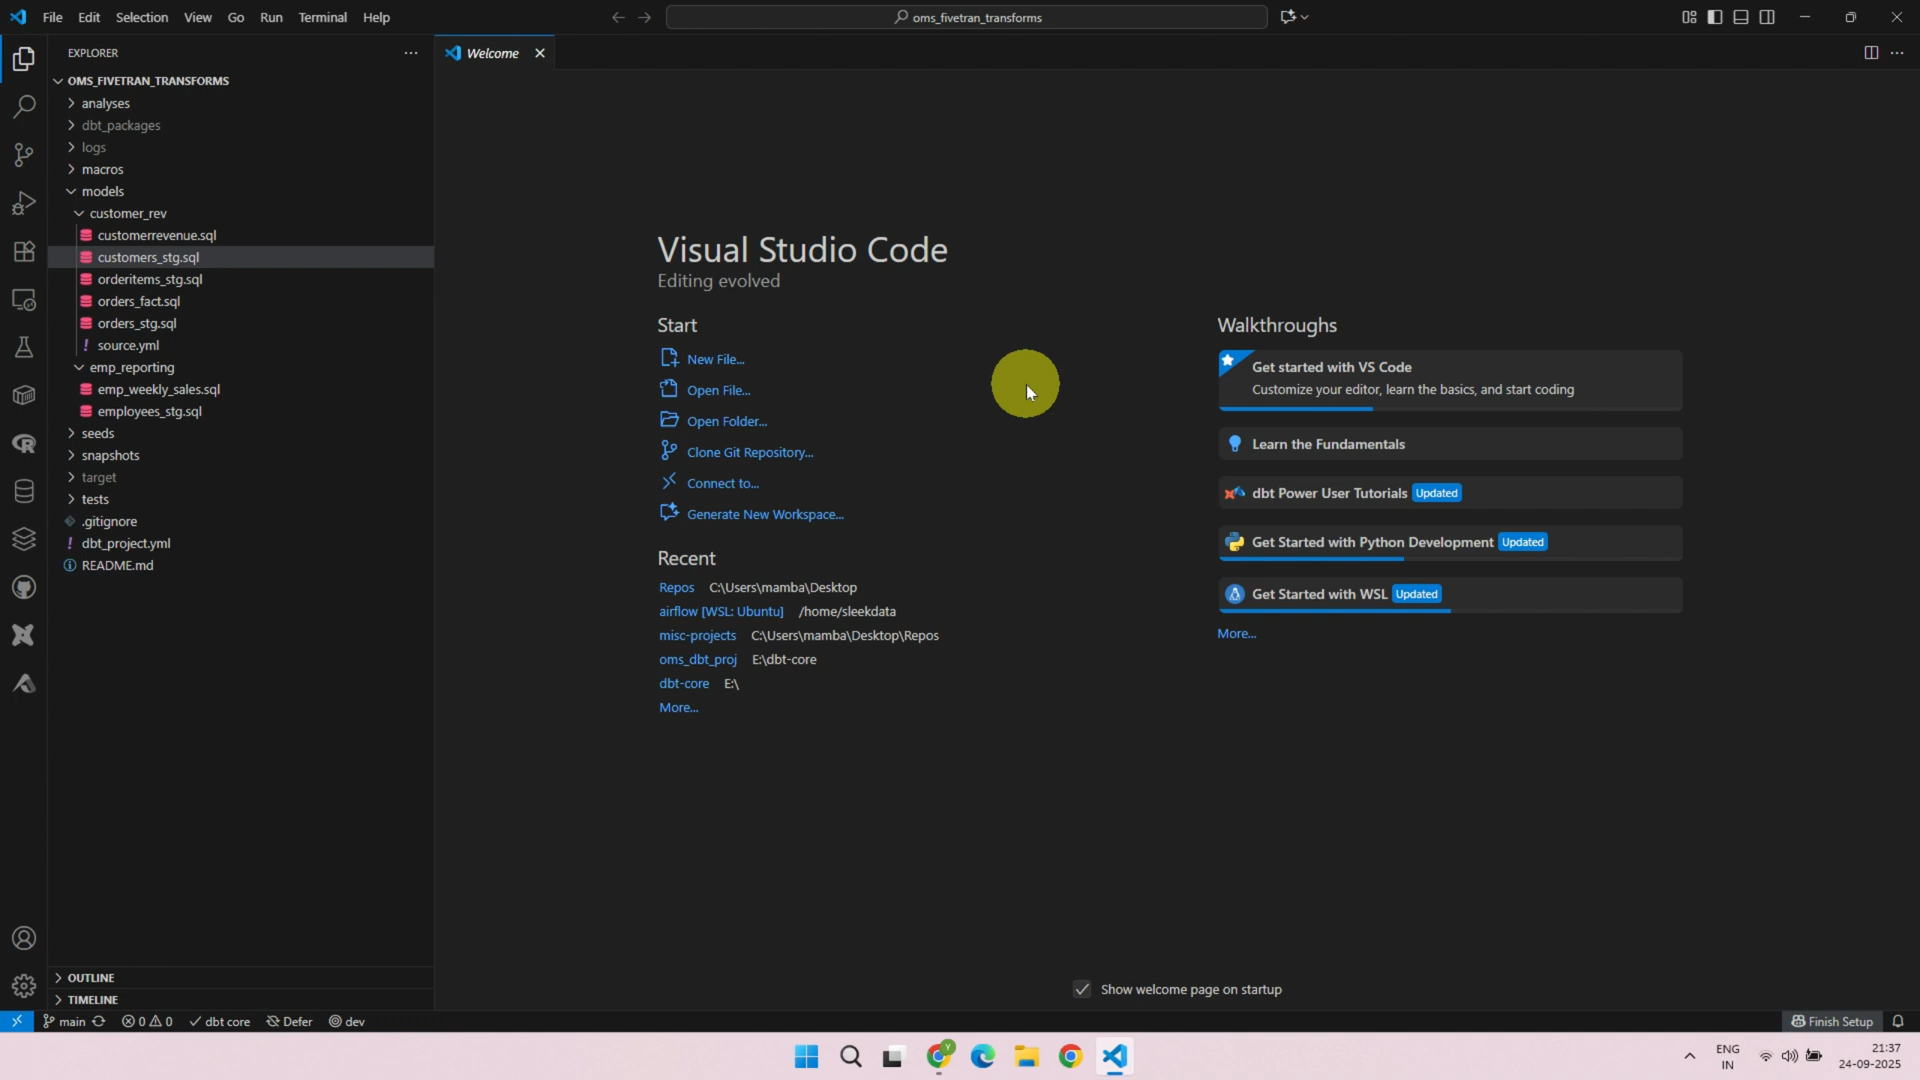 File Edit Selection View Go Run Terminal Help
oms_fivetran_transforms
EXPLORER
Welcome
OMS_FIVETRAN_TRANSFORMS
analyses
dbt_packages
logs
macros
models
customer_rev
customerrevenue.sql
customers_stg.sql
orderitems_stg.sql
orders_fact.sql
orders_stg.sql
source.yml
emp_reporting
emp_weekly_sales.sql
employees_stg.sql
seeds
snapshots
target
tests
.gitignore
dbt_project.yml
README.md
OUTLINE
TIMELINE
Visual Studio Code
Editing evolved
Start
New File...
Open File...
Open Folder...
Clone Git Repository...
Connect to...
Generate New Workspace...
Recent
Repos C:\Users\mamba\Desktop
airflow [WSL: Ubuntu] /home/sleekdata
misc-projects C:\Users\mamba\Desktop\Repos
oms_dbt_proj E:\dbt-core
dbt-core E:\
More...
Walkthroughs
Get started with VS Code
Customize your editor, learn the basics, and start coding
Learn the Fundamentals
dbt Power User Tutorials Updated
Get Started with Python Development Updated
Get Started with WSL Updated
More...
Show welcome page on startup
main 0 0 dbt core Defer dev
Finish Setup
ENG
IN
21:37
24-09-2025